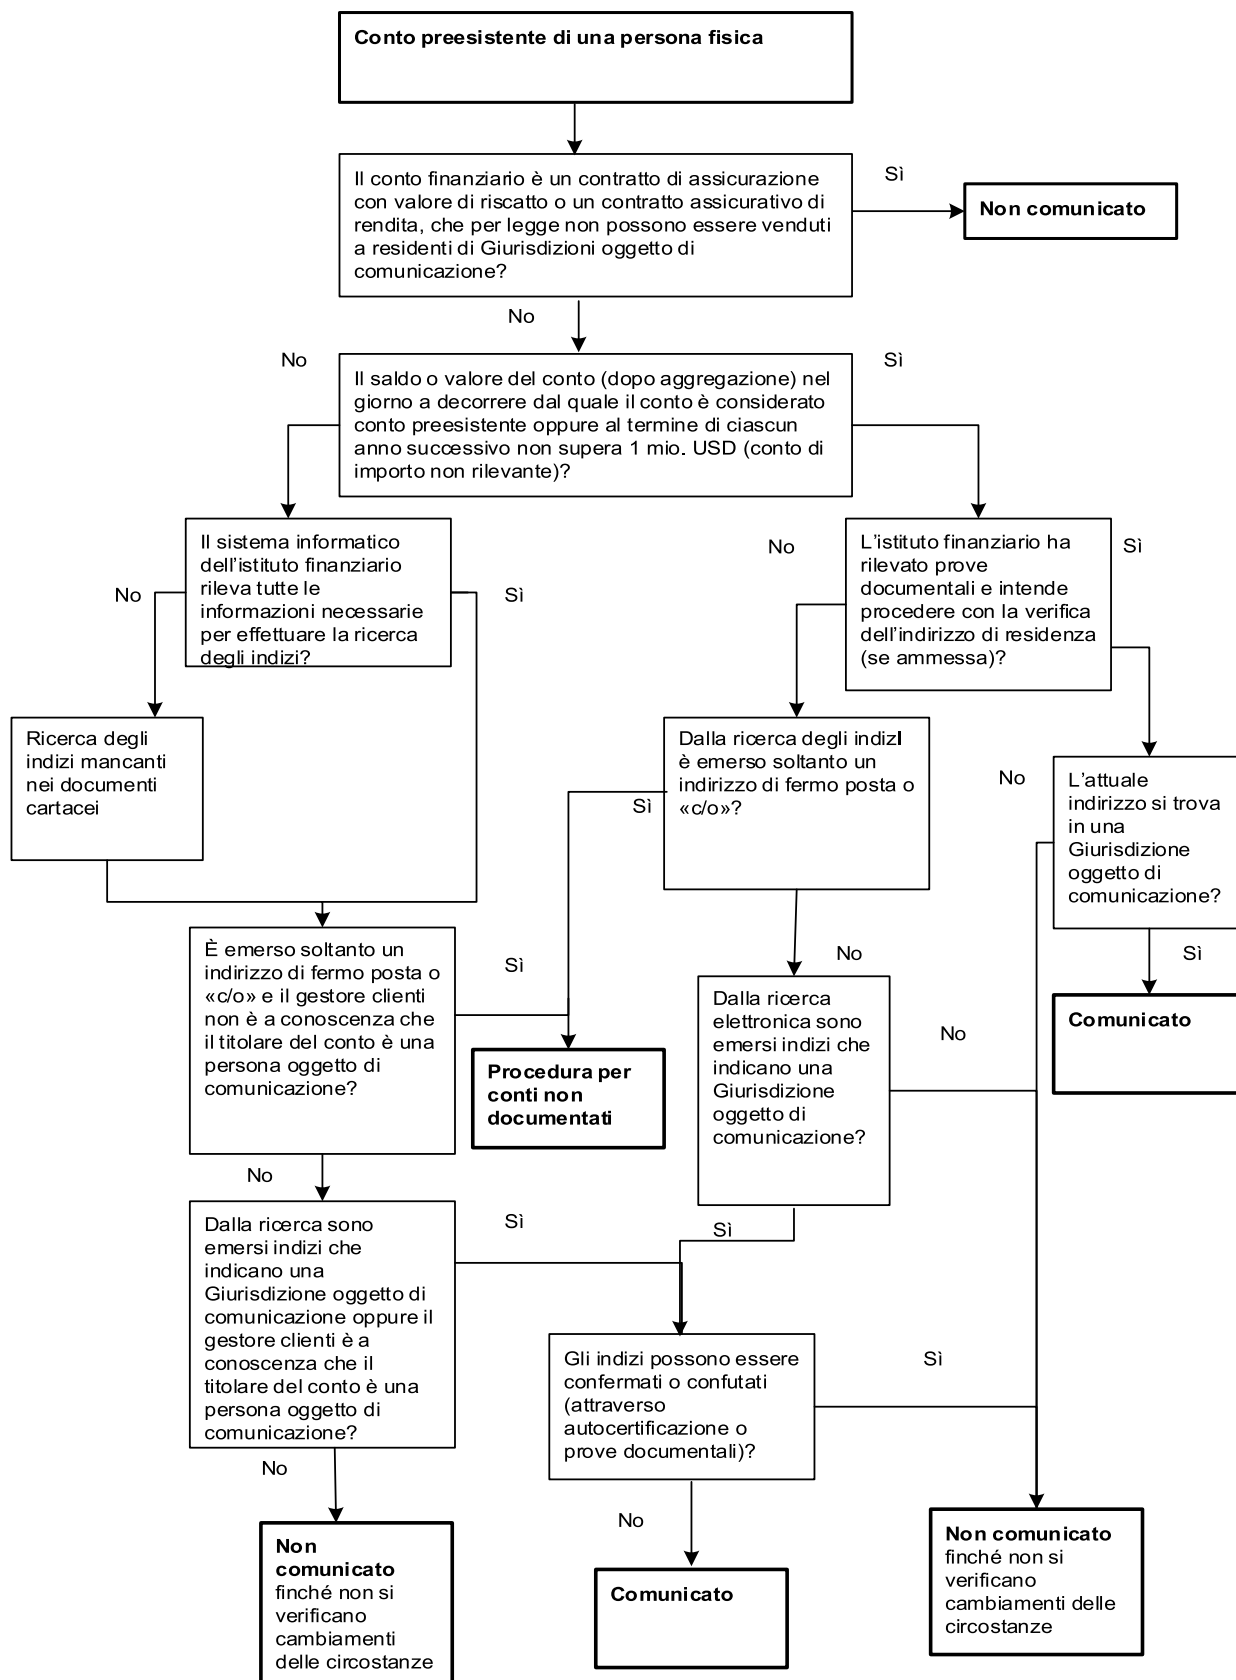 Conto preesistente di una persona fisica
Il conto finanziario è un contratto di assicurazione
con valore di riscatto o un contratto assicurativo di
rendita, che per legge non possono essere venduti
a residenti di Giurisdizioni oggetto di
comunicazione?
Sì
Non comunicato
No
No
Sì
Il saldo o valore del conto (dopo aggregazione) nel
giorno a decorrere dal quale il conto è considerato
conto preesistente oppure al termine di ciascun
anno successivo non supera 1 mio. USD (conto di
importo non rilevante)?
Il sistema informatico
dell'istituto finanziario
rileva tutte le
informazioni necessarie
per effettuare la ricerca
degli indizi?
No
Sì
No
L'istituto finanziario ha
rilevato prove
documentali e intende
procedere con la verifica
dell'indirizzo di residenza
(se ammessa)?
Sì
Ricerca degli
indizi mancanti
nei documenti
cartacei
Dalla ricerca degli indizI
è emerso soltanto un
indirizzo di fermo posta o
«c/o»?
Sì
No
L'attuale
indirizzo si trova
in una
Giurisdizione
oggetto di
comunicazione?
È emerso soltanto un
indirizzo di fermo posta o
«c/o» e il gestore clienti
non è a conoscenza che
il titolare del conto è una
persona oggetto di
comunicazione?
Sì
No
Sì
Procedura per
conti non
documentati
Dalla ricerca
elettronica sono
emersi indizi che
indicano una
Giurisdizione
oggetto di
comunicazione?
No
Comunicato
No
Dalla ricerca sono
emersi indizi che
indicano una
Giurisdizione oggetto di
comunicazione oppure il
gestore clienti è a
conoscenza che il
titolare del conto è una
persona oggetto di
comunicazione?
Sì
Sì
Gli indizi possono essere
confermati o confutati
(attraverso
autocertificazione o
prove documentali)?
Sì
No
No
Non
comunicato
finché non si
verificano
cambiamenti
delle circostanze
Comunicato
Non comunicato
finché non si
verificano
cambiamenti delle
circostanze